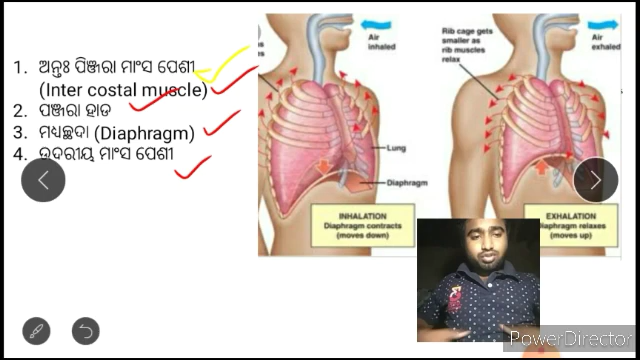 1. ଅନ୍ତଃ ପିଞ୍ଜରା ମାଂସ ପେଶୀ
(Inter costal muscle)
2. ପଞ୍ଜରା ହାଡ
3. ମଧ୍ୟଚ୍ଛଦା (Diaphragm)
4. ଉଦରୀୟ ମାଂସ ପେଶୀ
as
s
Air
inhaled
Lung
Diaphragm
INHALATION
Diaphragm contracts
(moves down)
Rib cage gets
smaller as
rib muscles
relax
Air
exhaled
EXHALATION
Diaphragm relaxes
(moves up)
PowerDirector